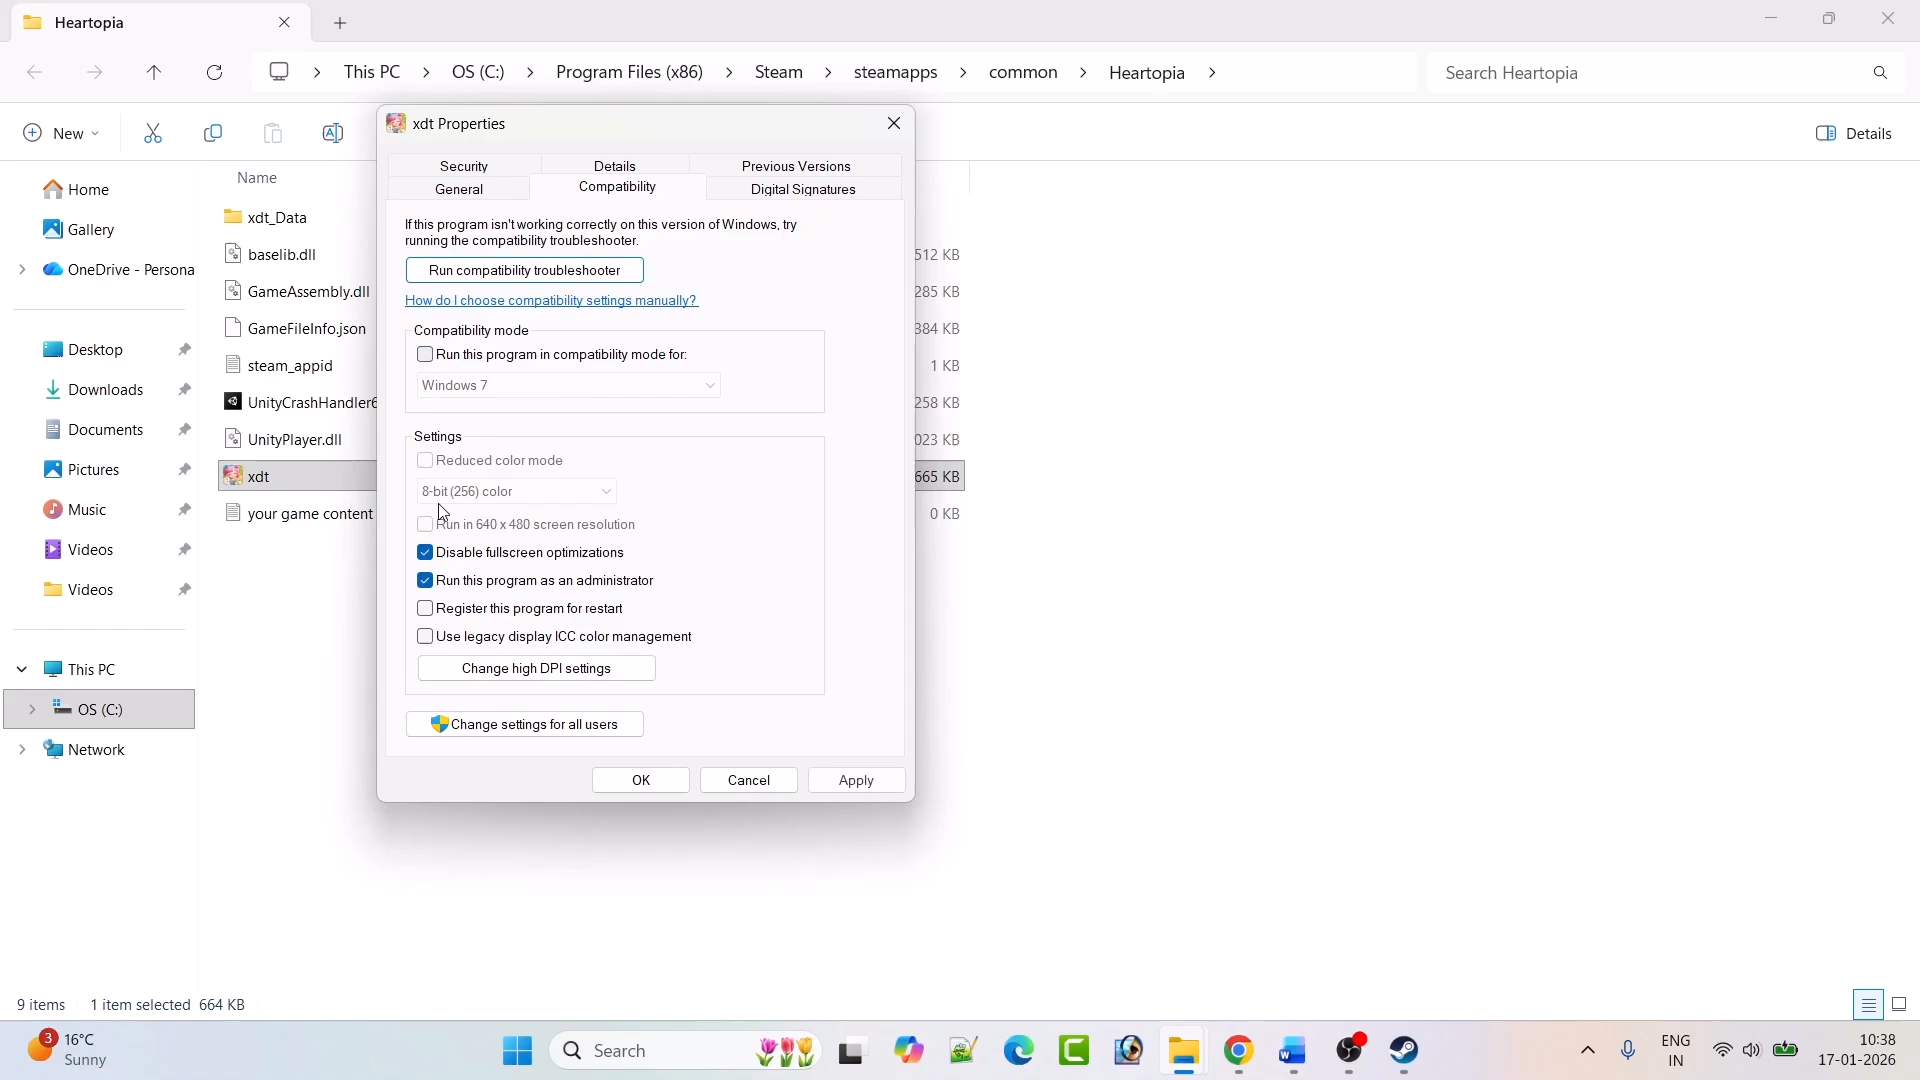 Heartopia
This PC
OS (C:)
Program Files (x86)
Steam
steamapps
common
Heartopia
Search Heartopia
New
Details
Home
Gallery
OneDrive - Persona
Desktop
Downloads
Documents
Pictures
Music
Videos
Videos
This PC
OS (C:)
Network
Name
xdt_Data
baselib.dll
512 KB
GameAssembly.dll
285 KB
GameFileInfo.json
384 KB
steam_appid
1 KB
UnityCrashHandler6
258 KB
UnityPlayer.dll
023 KB
xdt
665 KB
your game content
0 KB
xdt Properties
Security
Details
Previous Versions
General
Compatibility
Digital Signatures
If this program isn't working correctly on this version of Windows, try
running the compatibility troubleshooter.
Run compatibility troubleshooter
How do I choose compatibility settings manually?
Compatibility mode
Run this program in compatibility mode for:
Windows 7
Settings
Reduced color mode
8-bit (256) color
Run in 640 x 480 screen resolution
Disable fullscreen optimizations
Run this program as an administrator
Register this program for restart
Use legacy display ICC color management
Change high DPI settings
Change settings for all users
OK
Cancel
Apply
9 items
1 item selected 664 KB
3
16°C
Sunny
Search
ENG
IN
10:38
17-01-2026